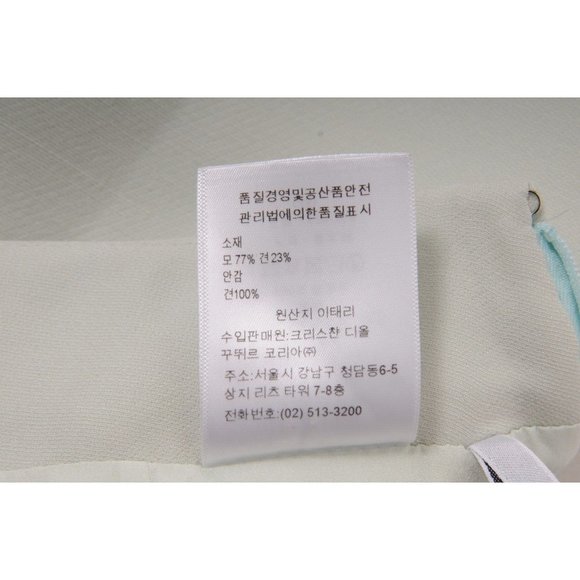 품질경영및공산품안전
관리법에의한품질표시
소재
모 77% 견 23%
안감
견100%
원산지 이태리
수입판매원:크리스챤 디올
꾸뛰르 코리아㈜
주소:서울시 강남구 청담동6-5
상지 리츠 타워 7-8층
전화번호:(02) 513-3200